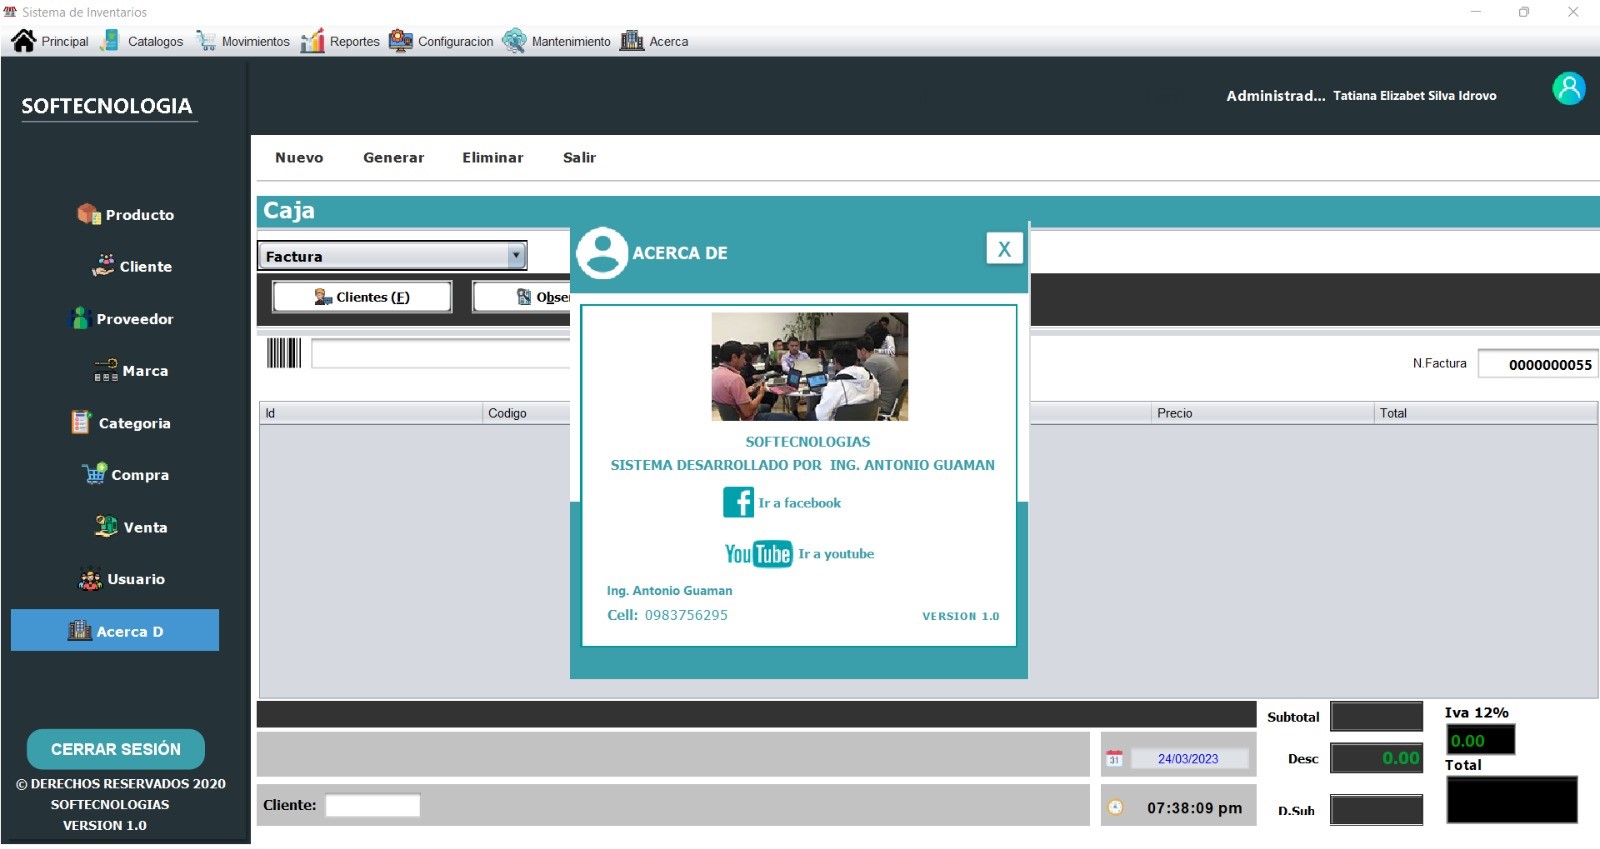 Sistema de Inventarios
Principal Catalogos Movimientos Reportes Configuracion Mantenimiento Acerca
SOFTECNOLOGIA
Administrad... Tatiana Elizabet Silva Idrovo
Nuevo Generar Eliminar Salir
Caja
Factura
Clientes (F)
Obse
Producto
Cliente
Proveedor
Marca
Categoria
Compra
Venta
Usuario
Acerca D
CERRAR SESIÓN
© DERECHOS RESERVADOS 2020
SOFTECNOLOGIAS
VERSION 1.0
N.Factura 0000000055
Id Codigo Precio Total
ACERCA DE X
SOFTECNOLOGIAS
SISTEMA DESARROLLADO POR ING. ANTONIO GUAMAN
f Ir a facebook
YouTube Ir a youtube
Ing. Antonio Guaman
Cell: 0983756295
VERSION 1.0
31 24/03/2023
07:38:09 pm
Cliente:
Subtotal
Desc 0.00
D.Sub
Iva 12%
0.00
Total